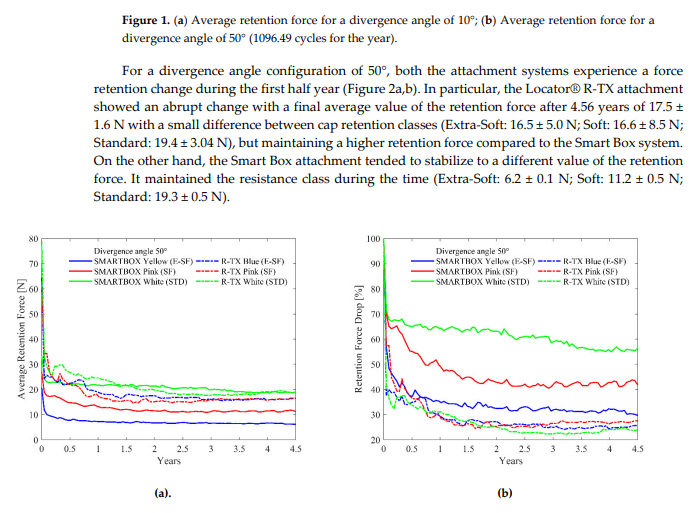 Figure 1. (a) Average retention force for a divergence angle of 10°; (b) Average retention force for a
divergence angle of 50° (1096.49 cycles for the year).
For a divergence angle configuration of 50°, both the attachment systems experience a force
retention change during the first half year (Figure 2a,b). In particular, the Locator® R-TX attachment
showed an abrupt change with a final average value of the retention force after 4.56 years of 17.5 ±
1.6 N with a small difference between cap retention classes (Extra-Soft: 16.5 ± 5.0 N; Soft: 16.6 ± 8.5 N;
Standard: 19.4 ± 3.04 N), but maintaining a higher retention force compared to the Smart Box system.
On the other hand, the Smart Box attachment tended to stabilize to a different value of the retention
force. It maintained the resistance class during the time (Extra-Soft: 6.2 ± 0.1 N; Soft: 11.2 ± 0.5 N;
Standard: 19.3 ± 0.5 N).
Average Retention Force [N]
80
70
60
50
40
30
20
10
0
Divergence angle 50°
SMARTBOX Yellow (E-SF) R-TX Blue (E-SF)
SMARTBOX Pink (SF) R-TX Pink (SF)
SMARTBOX White (STD) R-TX White (STD)
0 0.5 1 1.5 2 2.5 3 3.5 4 4.5
Years
(a).
Retention Force Drop [%]
100
90
80
70
60
50
40
30
20
Divergence angle 50°
SMARTBOX Yellow (E-SF) R-TX Blue (E-SF)
SMARTBOX Pink (SF) R-TX Pink (SF)
SMARTBOX White (STD) R-TX White (STD)
0 0.5 1 1.5 2 2.5 3 3.5 4 4.5
Years
(b)